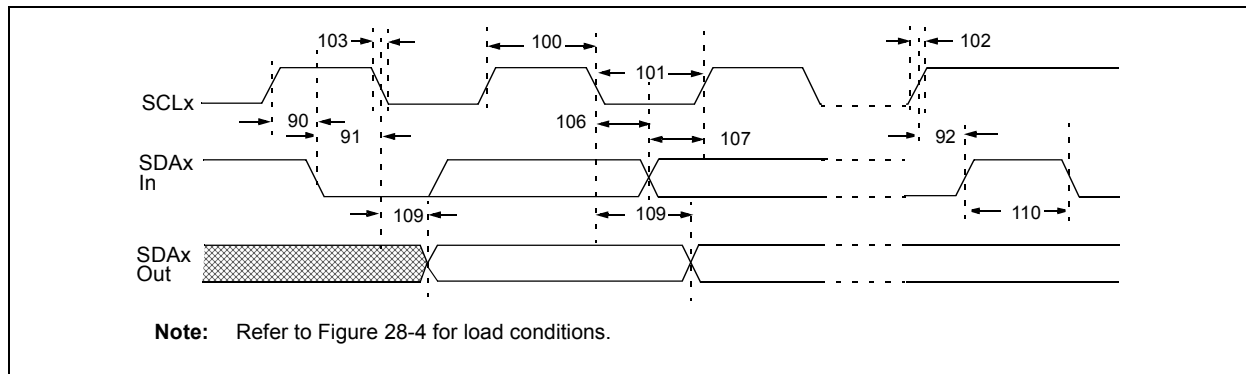 103
100
102
101
SCLx
90
91
106
107
92
SDAx
In
109
109
110
SDAx
Out
Note: Refer to Figure 28-4 for load conditions.